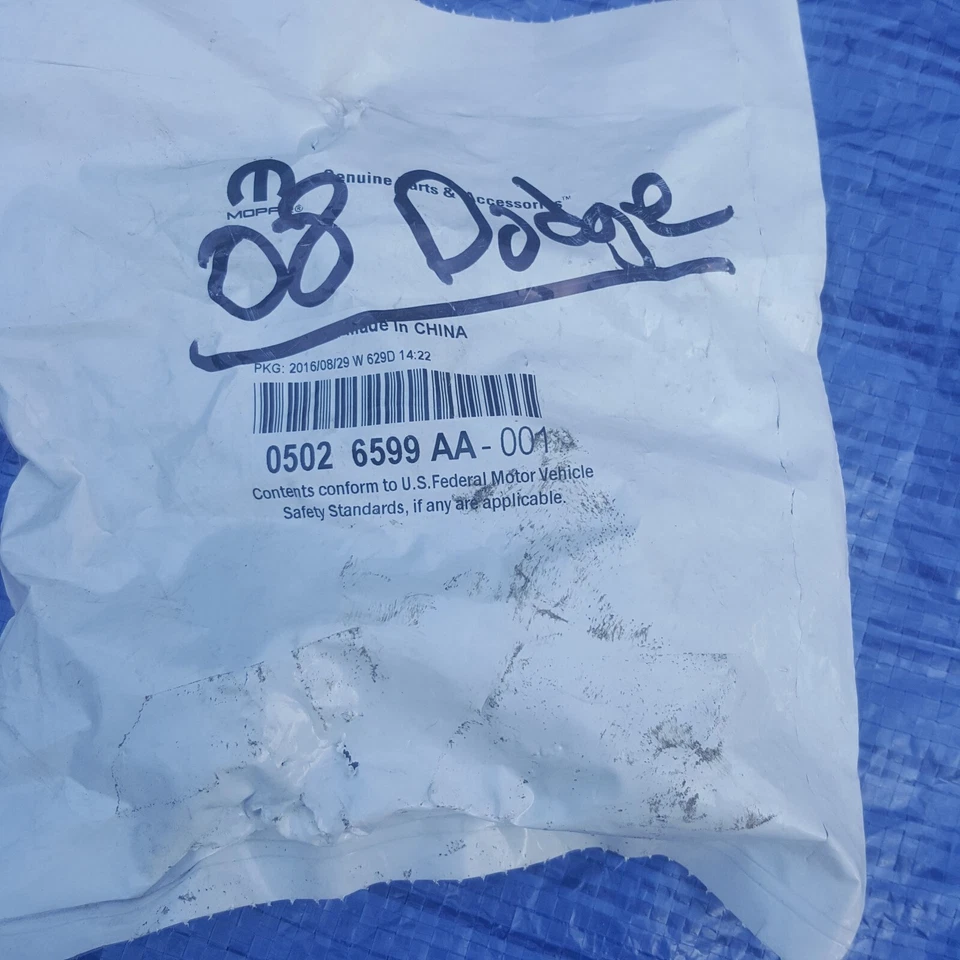 Genuine Parts & Accessories™
MOPAR®
08 Dodge
Made In CHINA
PKG: 2016/08/29 W 629D 14:22
0502 6599 AA - 001
Contents conform to U.S.Federal Motor Vehicle
Safety Standards, if any are applicable.